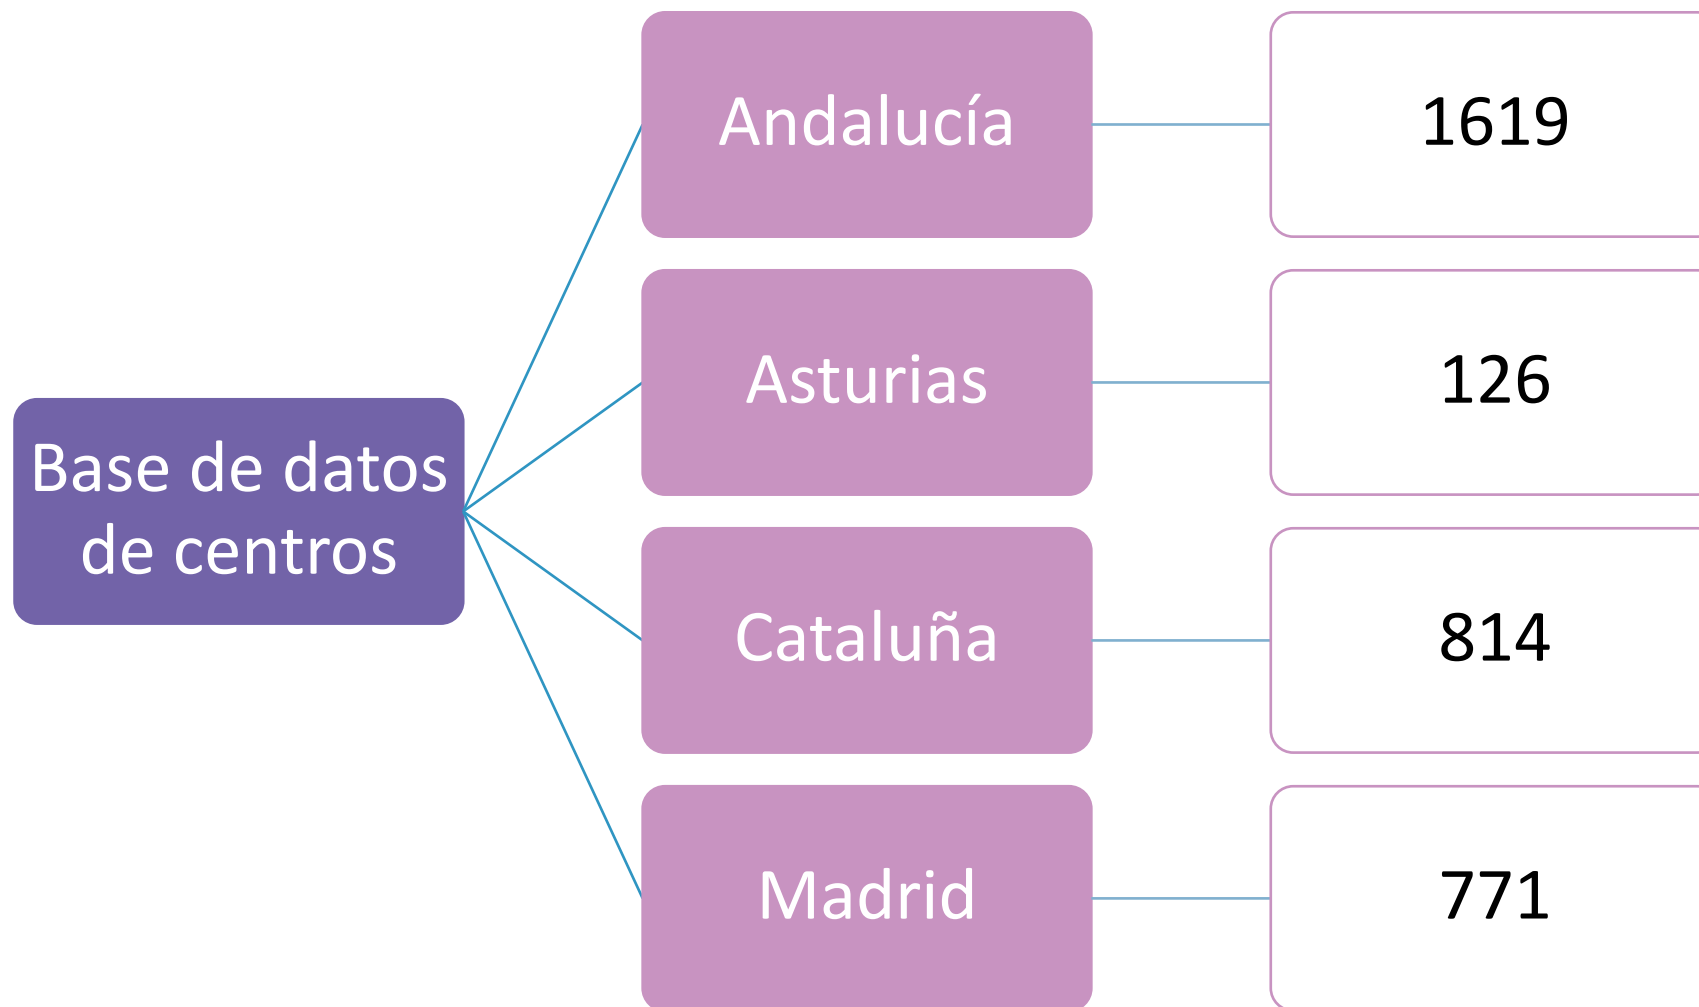 Base de datos
de centros
Andalucía
1619
Asturias
126
Cataluña
814
Madrid
771